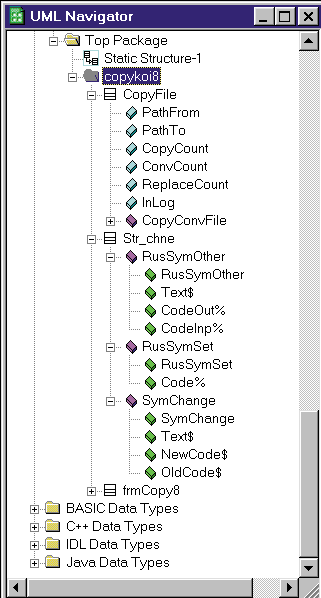 UML Navigator
Top Package
Static Structure-1
copykoi8
CopyFile
PathFrom
PathTo
CopyCount
ConvCount
ReplaceCount
InLog
CopyConvFile
Str_chne
RusSymOther
RusSymOther
Text$
CodeOut%
CodeInp%
RusSymSet
RusSymSet
Code%
SymChange
SymChange
Text$
NewCode$
OldCode$
frmCopy8
BASIC Data Types
C++ Data Types
IDL Data Types
Java Data Types